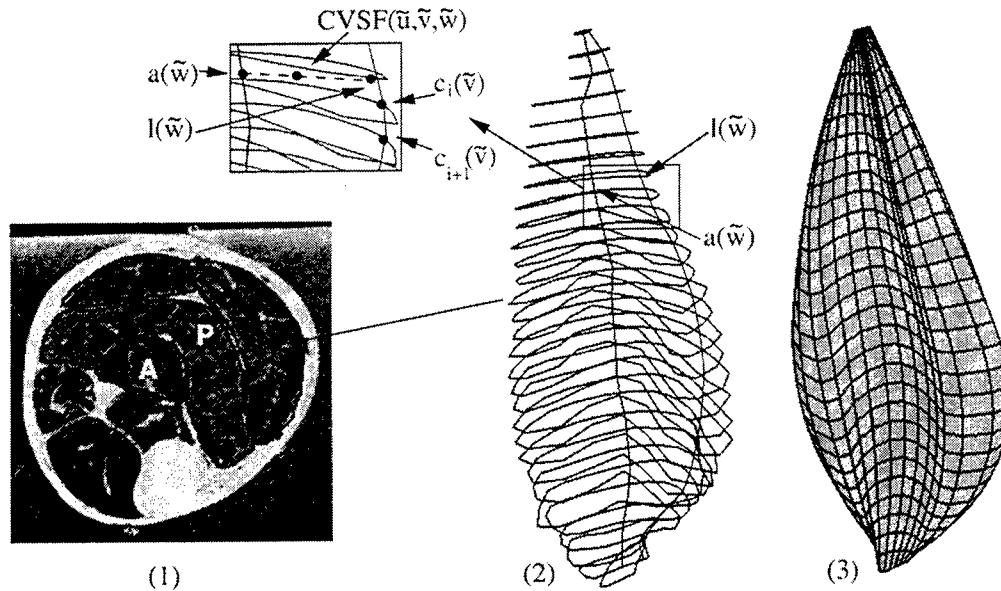 CVSF(ũ,ṽ,w̃)
a(w̃)
c_i(ṽ)
l(w̃)
c_{i+1}(ṽ)
l(w̃)
a(w̃)
P
A
(1)
(2)
(3)